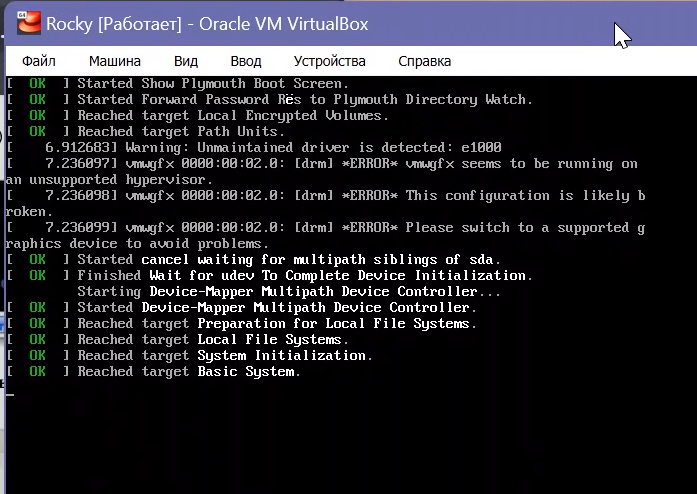 64
Rocky [Работает] - Oracle VM VirtualBox
Файл Машина Вид Ввод Устройства Справка
[  OK  ] Started Show Plymouth Boot Screen.
[  OK  ] Started Forward Password Rёs to Plymouth Directory Watch.
[  OK  ] Reached target Local Encrypted Volumes.
[  OK  ] Reached target Path Units.
[    6.912683] Warning: Unmaintained driver is detected: e1000
[    7.236097] vmwgfx 0000:00:02.0: [drm] *ERROR* vmwgfx seems to be running on
an unsupported hypervisor.
[    7.236098] vmwgfx 0000:00:02.0: [drm] *ERROR* This configuration is likely b
roken.
[    7.236099] vmwgfx 0000:00:02.0: [drm] *ERROR* Please switch to a supported g
raphics device to avoid problems.
[  OK  ] Started cancel waiting for multipath siblings of sda.
[  OK  ] Finished Wait for udev To Complete Device Initialization.
Starting Device-Mapper Multipath Device Controller...
[  OK  ] Started Device-Mapper Multipath Device Controller.
[  OK  ] Reached target Preparation for Local File Systems.
[  OK  ] Reached target Local File Systems.
[  OK  ] Reached target System Initialization.
[  OK  ] Reached target Basic System.